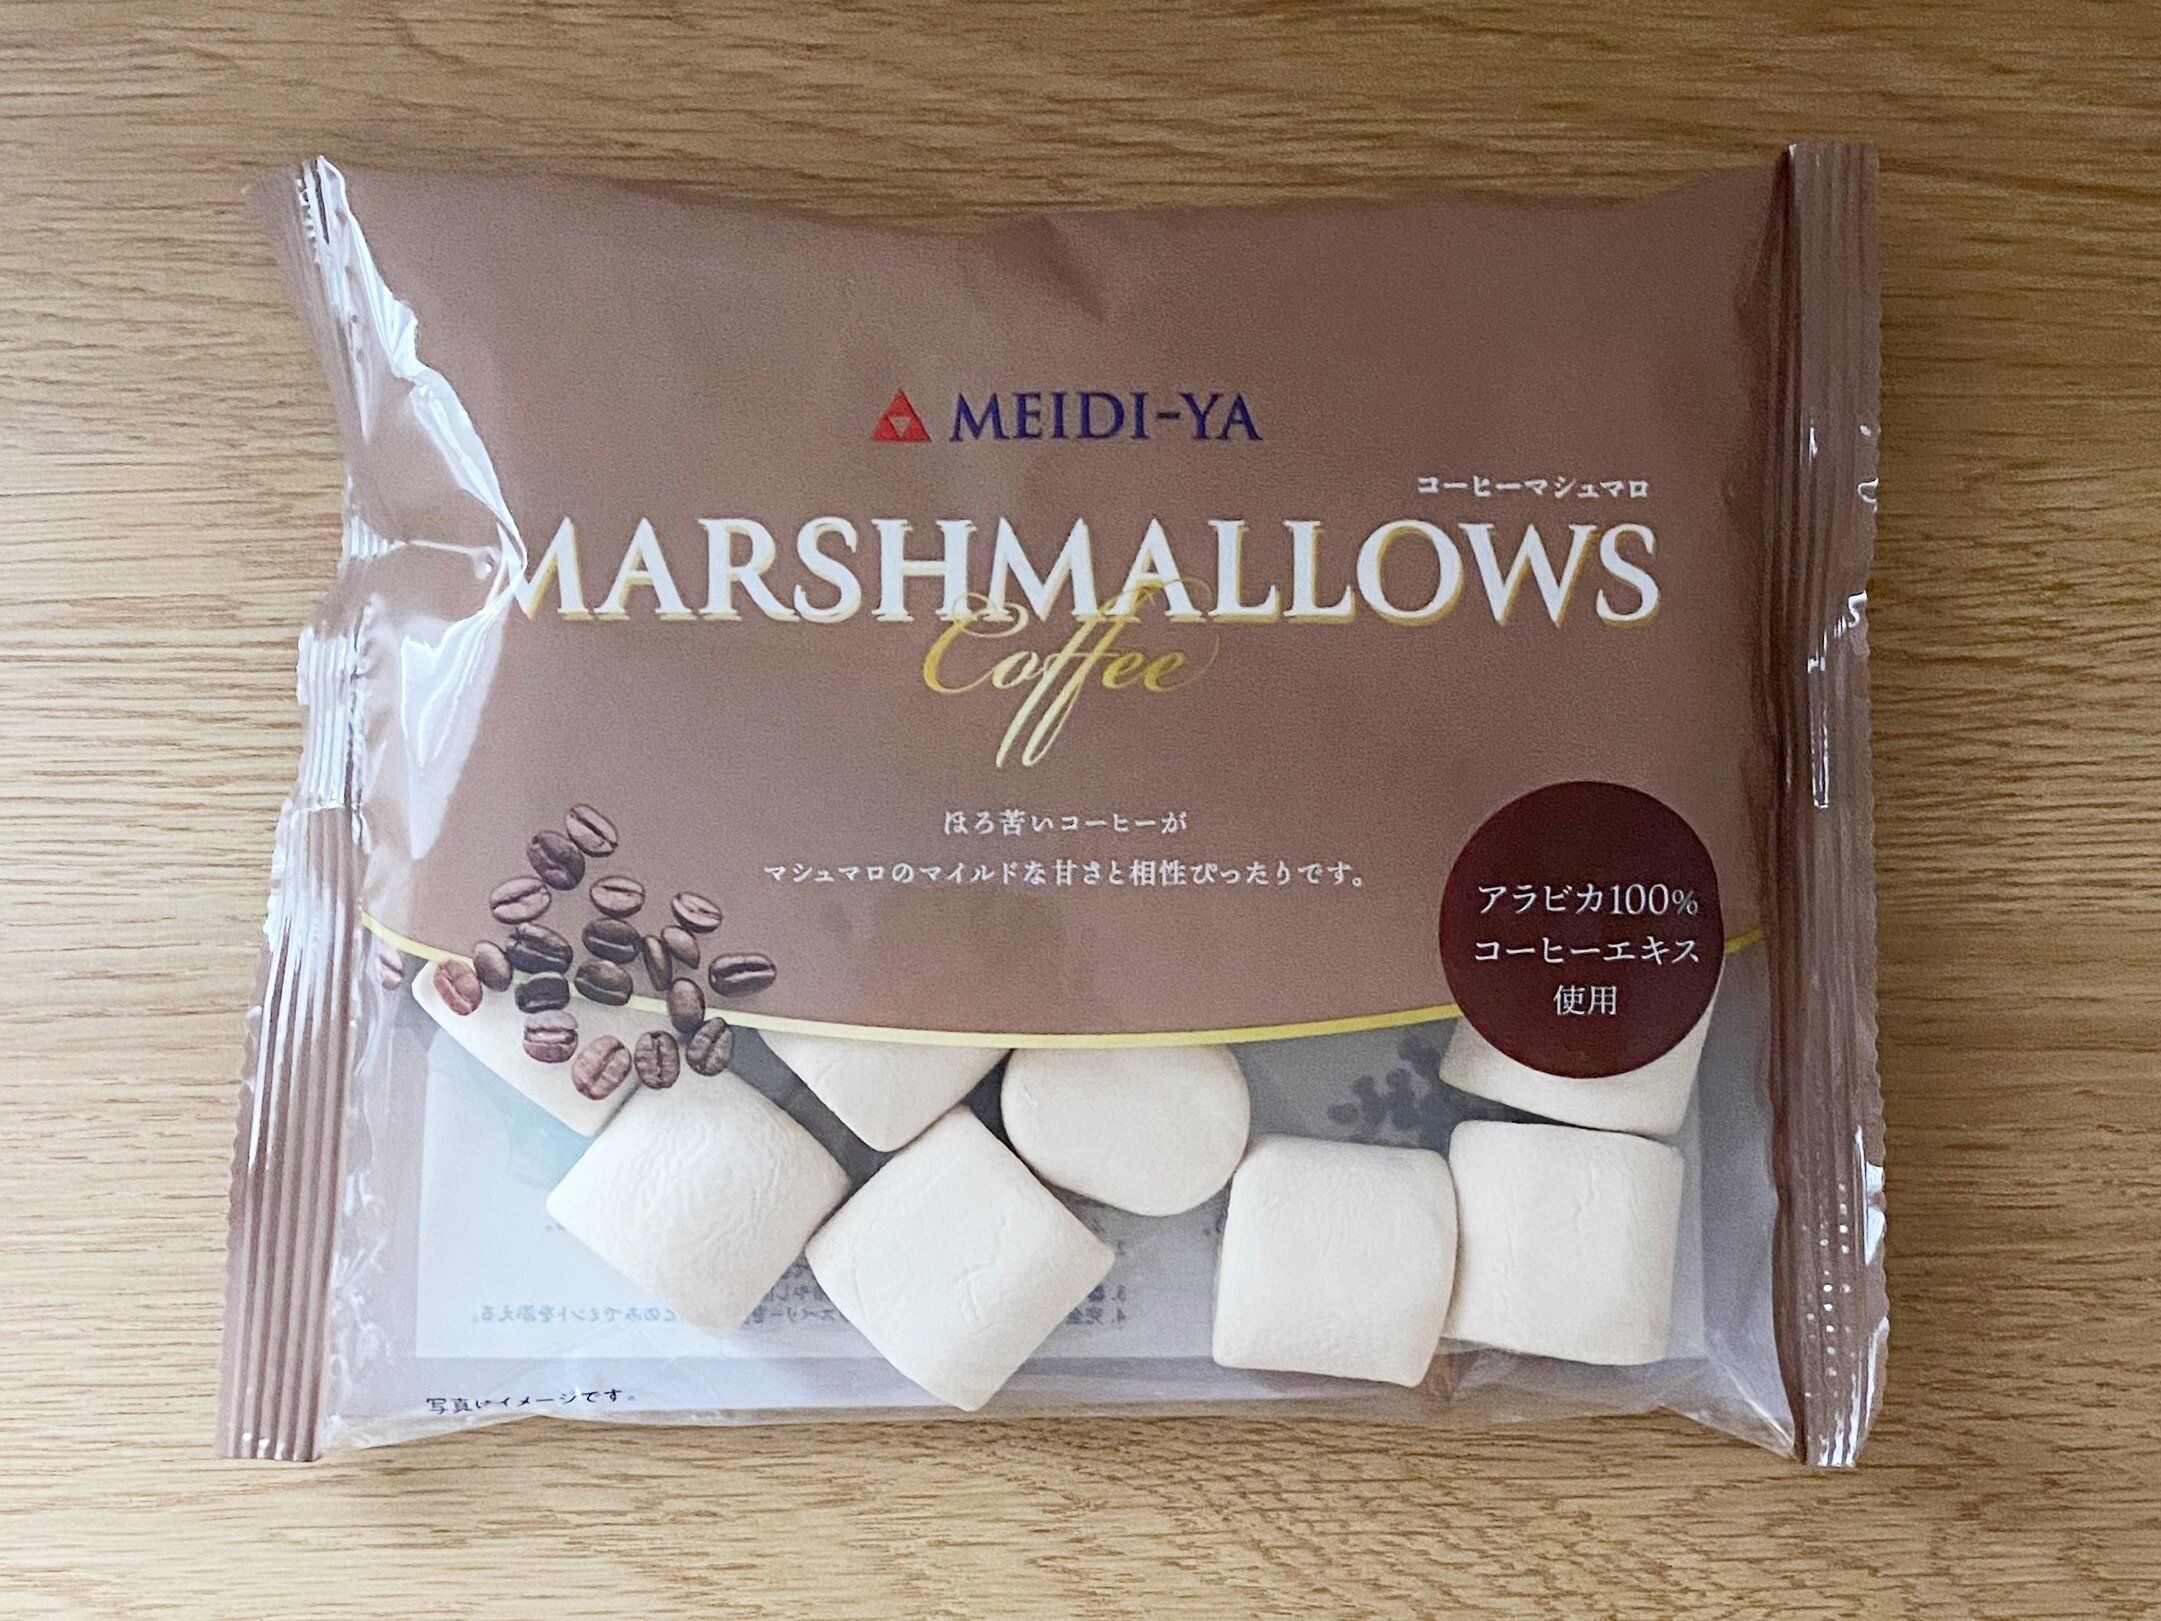 MEIDI-YA
コーヒーマシュマロ
MARSHMALLOWS
Coffee
ほろ苦いコーヒーが
マシュマロのマイルドな甘さと相性ぴったりです。
アラビカ100%
コーヒーエキス
使用
写真はイメージです。